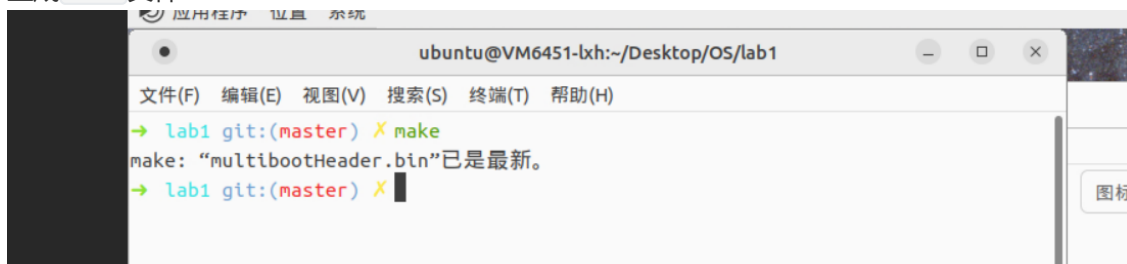 应用程序 位置 系统
ubuntu@VM6451-lxh:~/Desktop/OS/lab1
文件(F) 编辑(E) 视图(V) 搜索(S) 终端(T) 帮助(H)
→ lab1 git:(master) ✗ make
make: “multibootHeader.bin”已是最新。
→ lab1 git:(master) ✗
图标